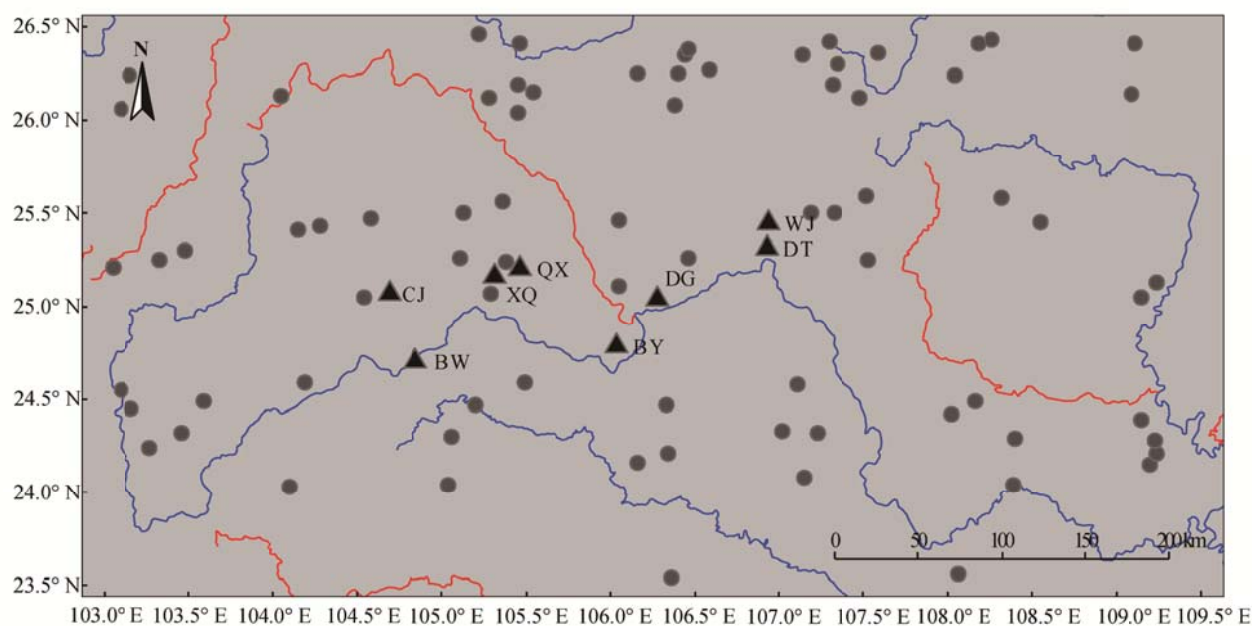 26.5° N
N
26.0° N
25.5° N
WJ
DT
QX
DG
25.0° N
CJ
XQ
BY
BW
24.5° N
24.0° N
0 50 100 150 200km
23.5° N
103.0° E 103.5° E 104.0° E 104.5° E 105.0° E 105.5° E 106.0° E 106.5° E 107.0° E 107.5° E 108.0° E 108.5° E 109.0° E 109.5° E